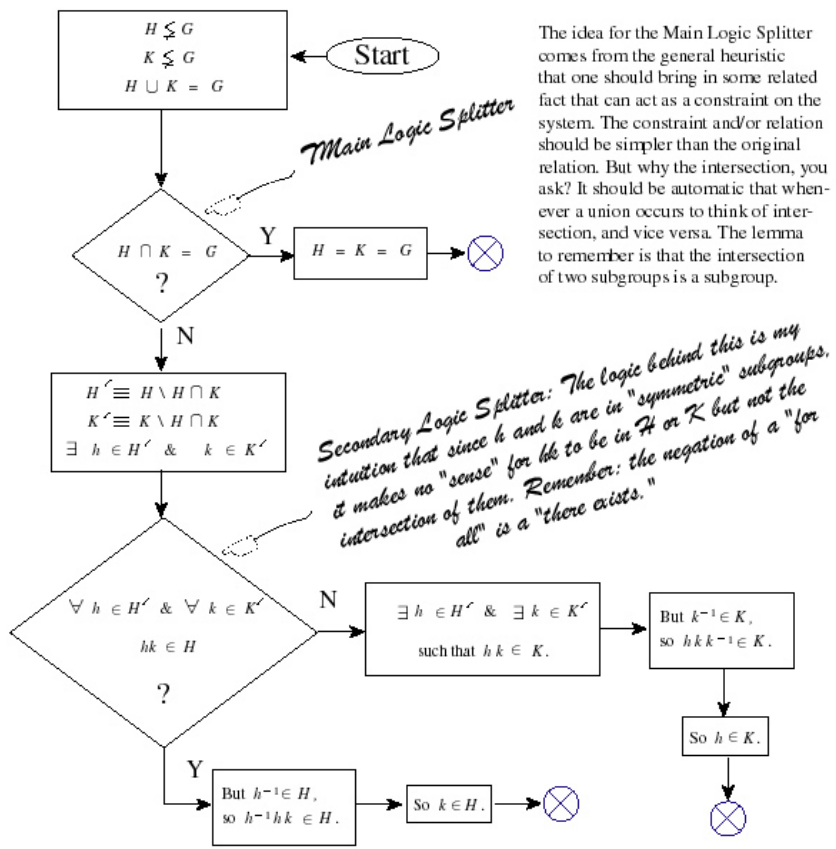 H ≨ G
K ≨ G
H ∪ K = G
Start
The idea for the Main Logic Splitter
comes from the general heuristic
that one should bring in some related
fact that can act as a constraint on the
system. The constraint and/or relation
should be simpler than the original
relation. But why the intersection, you
ask? It should be automatic that when-
ever a union occurs to think of inter-
section, and vice versa. The lemma
to remember is that the intersection
of two subgroups is a subgroup.
TMain Logic Splitter
H ∩ K = G
?
Y
H = K = G
N
H´ ≡ H \ H ∩ K
K´ ≡ K \ H ∩ K
∃ h ∈ H´ & k ∈ K´
Secondary Logic Splitter: The logic behind this is my
intuition that since h and k are in "symmetric" subgroups,
it makes no "sense" for hk to be in H or K but not the
intersection of them. Remember: the negation of a "for
all" is a "there exists."
∀ h ∈ H´ & ∀ k ∈ K´
hk ∈ H
?
N
∃ h ∈ H´ & ∃ k ∈ K´
such that h k ∈ K.
But k⁻¹ ∈ K,
so h k k⁻¹ ∈ K.
So h ∈ K.
Y
But h⁻¹ ∈ H,
so h⁻¹hk ∈ H.
So k ∈ H.